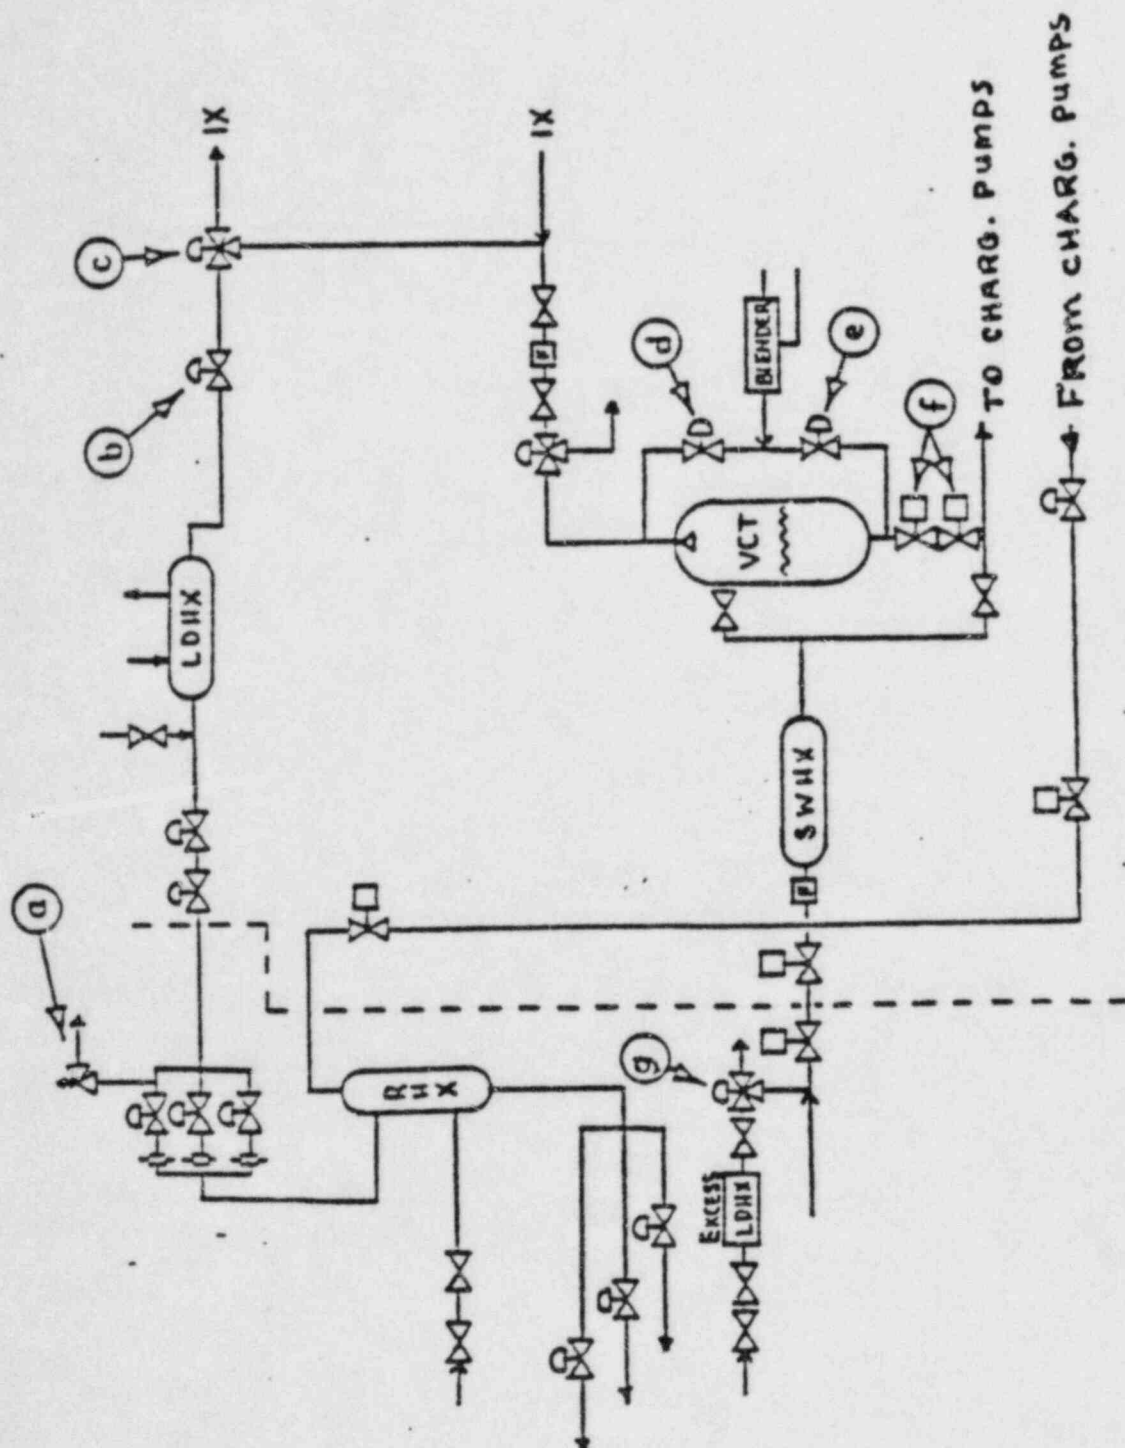 a
LDHX
b
c
IX
IX
RHX
d
BLENDER
e
VCT
f
SWHX
EXCESS
LDHX
g
F
F
TO CHARG. PUMPS
FROM CHARG. PUMPS